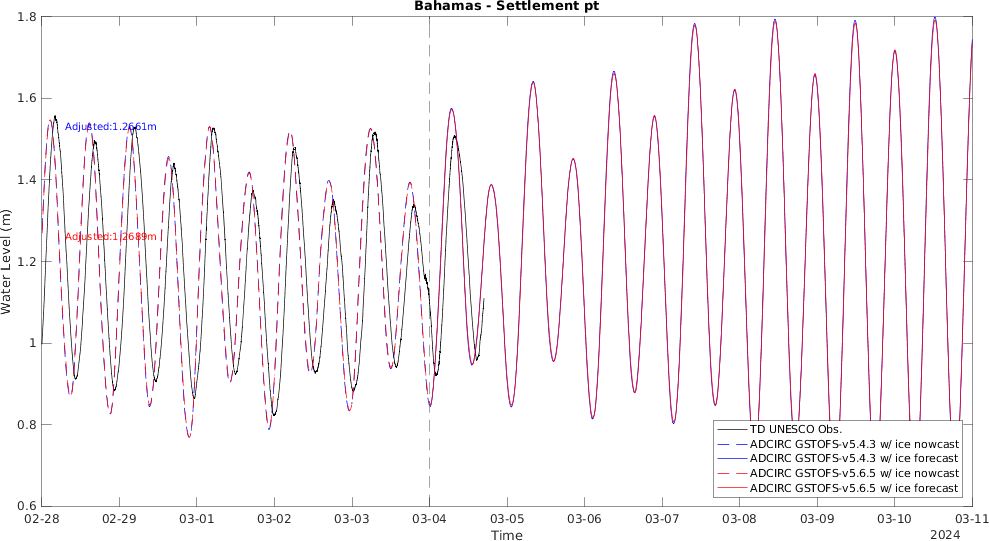 Bahamas - Settlement pt
1.8
1.6
1.4
1.2
1
0.8
0.6
Water Level (m)
Adjusted:1.2661m
Adjusted:1.2689m
TD UNESCO Obs.
ADCIRC GSTOFS-v5.4.3 w/ ice nowcast
ADCIRC GSTOFS-v5.4.3 w/ ice forecast
ADCIRC GSTOFS-v5.6.5 w/ ice nowcast
ADCIRC GSTOFS-v5.6.5 w/ ice forecast
02-28 02-29 03-01 03-02 03-03 03-04 03-05 03-06 03-07 03-08 03-09 03-10 03-11
Time
2024